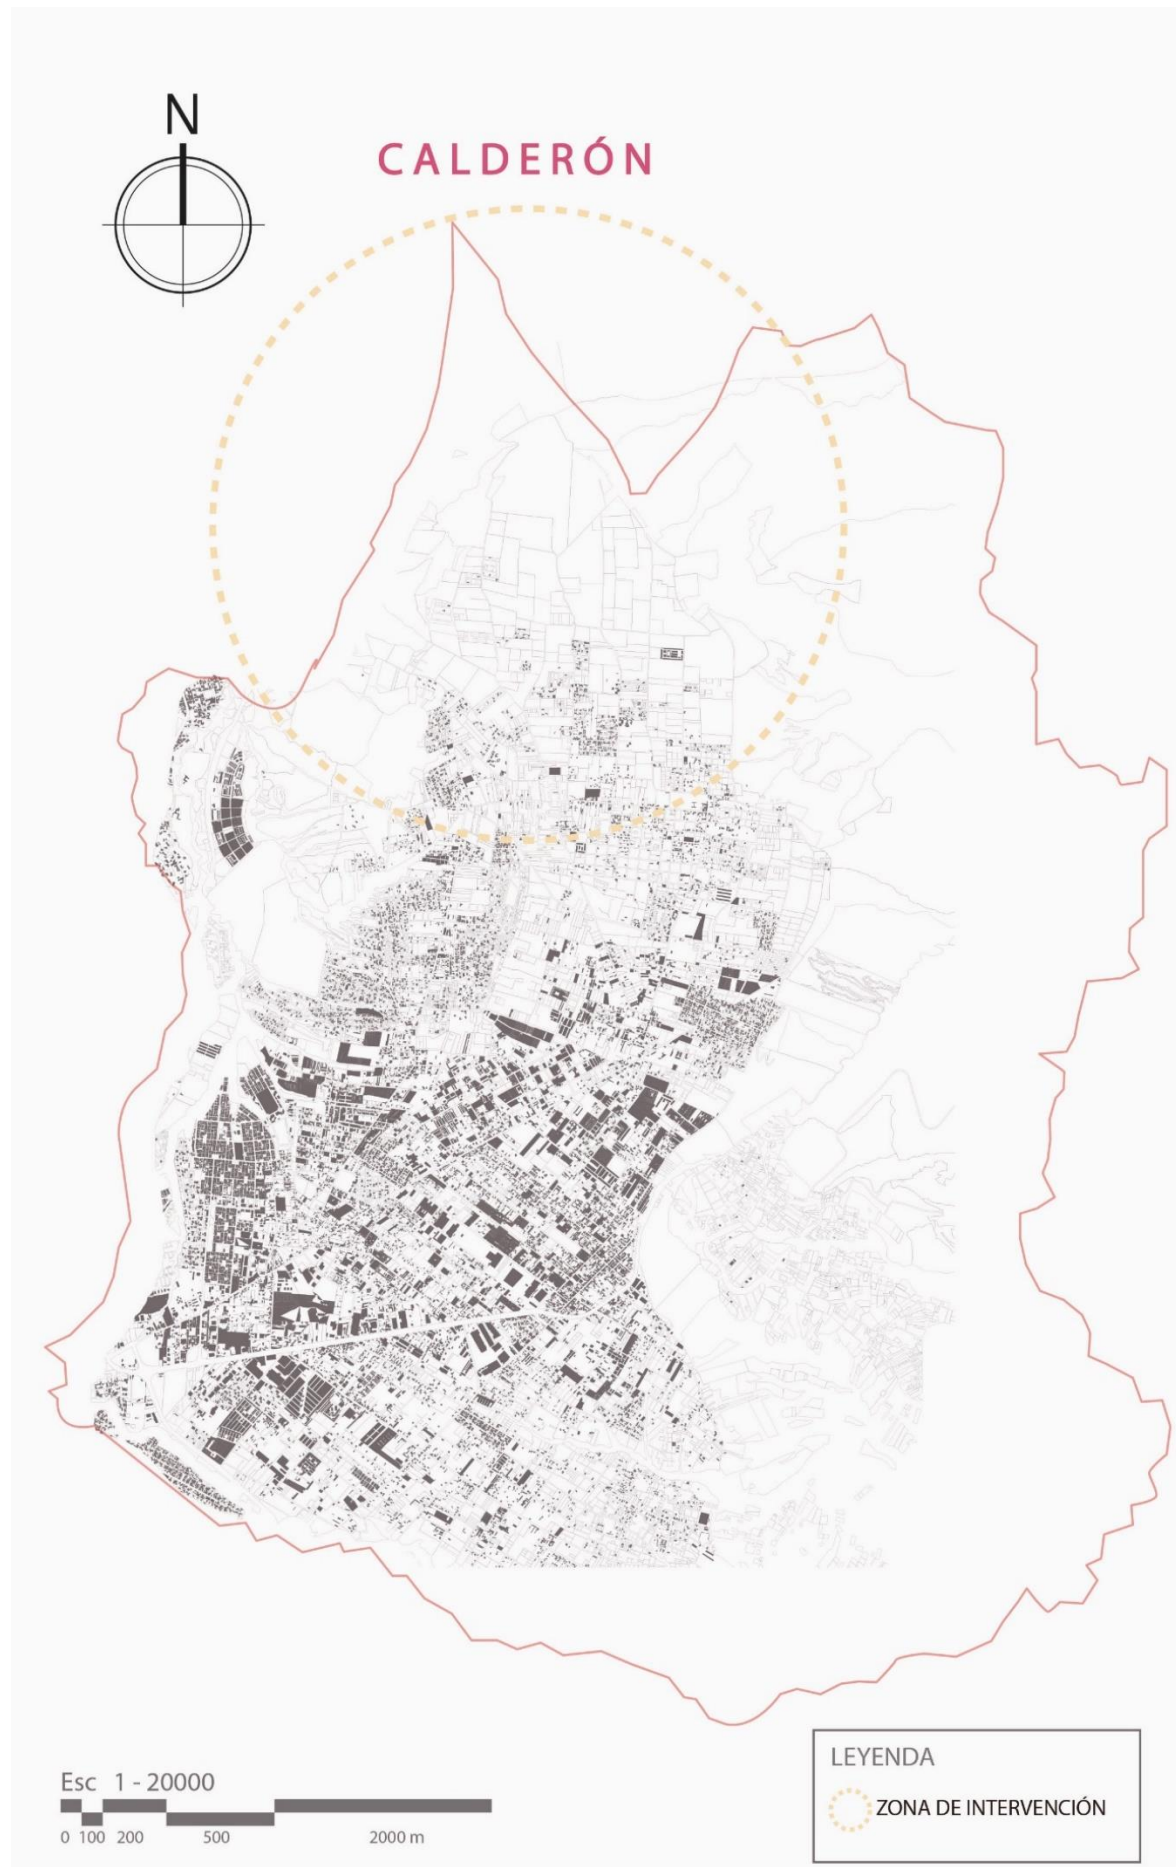 N
CALDERÓN
Esc 1 - 20000
0 100 200 500 2000 m
LEYENDA
ZONA DE INTERVENCIÓN